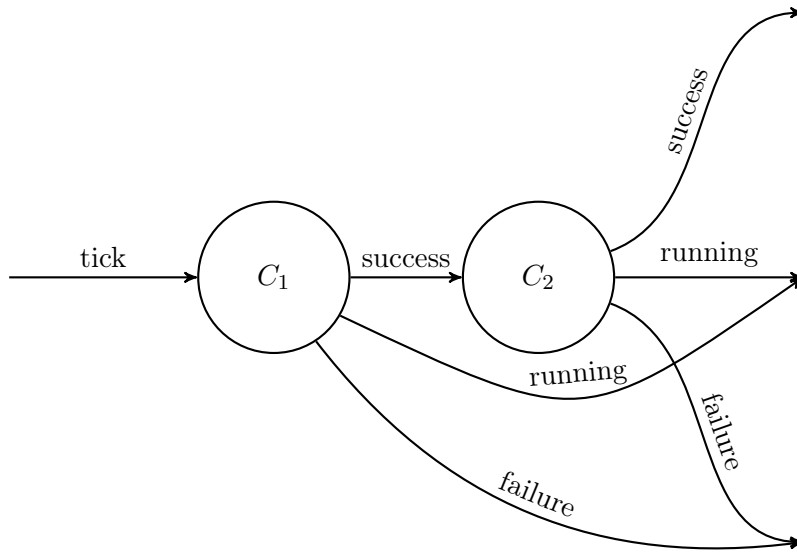 success
tick
C₁
success
C₂
running
running
failure
failure